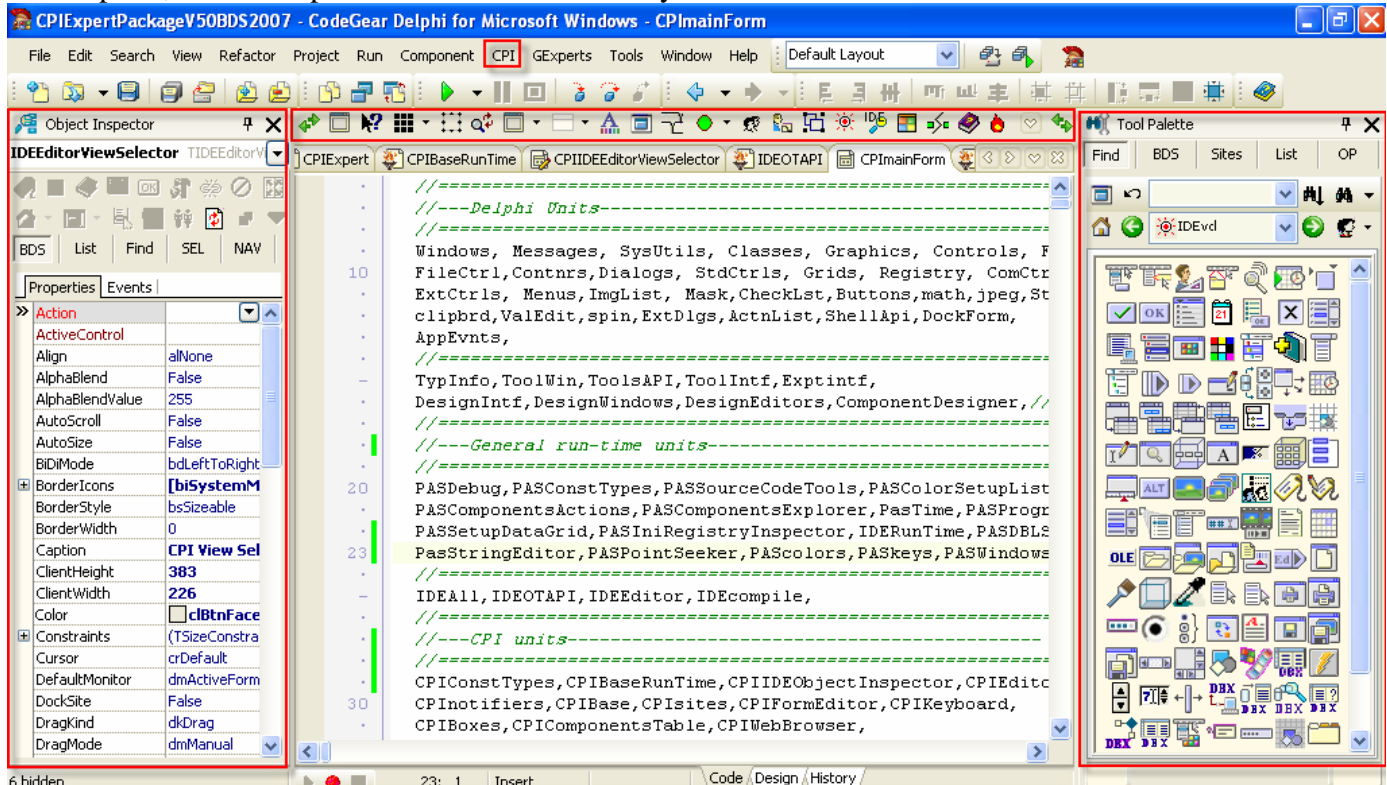 CPIExpertPackageV50BDS2007 - CodeGear Delphi for Microsoft Windows - CPImainForm
File Edit Search View Refactor Project Run Component CPI GExperts Tools Window Help Default Layout
Object Inspector
IDEEditorViewSelector TIDEEditorV
BDS List Find SEL NAV
Properties Events
Action
ActiveControl
Align alNone
AlphaBlend False
AlphaBlendValue 255
AutoScroll False
AutoSize False
BiDiMode bdLeftToRight
BorderIcons [biSystemM
BorderStyle bsSizeable
BorderWidth 0
Caption CPI View Sel
ClientHeight 383
ClientWidth 226
Color clBtnFace
Constraints (TSizeConstra
Cursor crDefault
DefaultMonitor dmActiveForm
DockSite False
DragKind dkDrag
DragMode dmManual
6 hidden
CPIExpert CPIBaseRunTime CPIIDEEditorViewSelector IDEOTAPI CPImainForm
//==================================================
//---Delphi Units-----------------------------------
//==================================================
Windows, Messages, SysUtils, Classes, Graphics, Controls, F
10 FileCtrl,Contnrs,Dialogs, StdCtrls, Grids, Registry, ComCtr
ExtCtrls, Menus,ImgList, Mask,CheckLst,Buttons,math,jpeg,St
clipbrd,ValEdit,spin,ExtDlgs,ActnList,ShellApi,DockForm,
AppEvnts,
//==================================================
TypInfo,ToolWin,ToolsAPI,ToolIntf,Exptintf,
DesignIntf,DesignWindows,DesignEditors,ComponentDesigner,//
//==================================================
//---General run-time units-------------------------
//==================================================
20 PASDebug,PASConstTypes,PASSourceCodeTools,PASColorSetupList
PASComponentsActions,PASComponentsExplorer,PasTime,PASProgr
PASSetupDataGrid,PASIniRegistryInspector,IDERunTime,PASDBLS
23 PasStringEditor,PASPointSeeker,PAScolors,PASkeys,PASWindows
//==================================================
IDEAll,IDEOTAPI,IDEEditor,IDEcompile,
//==================================================
//---CPI units--------------------------------------
//==================================================
CPIConstTypes,CPIBaseRunTime,CPIIDEObjectInspector,CPIEditc
30 CPInotifiers,CPIBase,CPIsites,CPIFormEditor,CPIKeyboard,
CPIBoxes,CPIComponentsTable,CPIWebBrowser,
23: 1 Insert Code Design History
Tool Palette
Find BDS Sites List OP
IDEvd